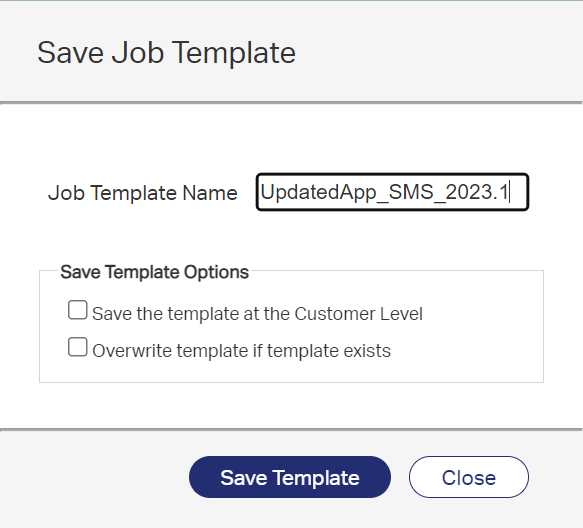 Save Job Template
Job Template Name UpdatedApp_SMS_2023.1
Save Template Options
Save the template at the Customer Level
Overwrite template if template exists
Save Template Close